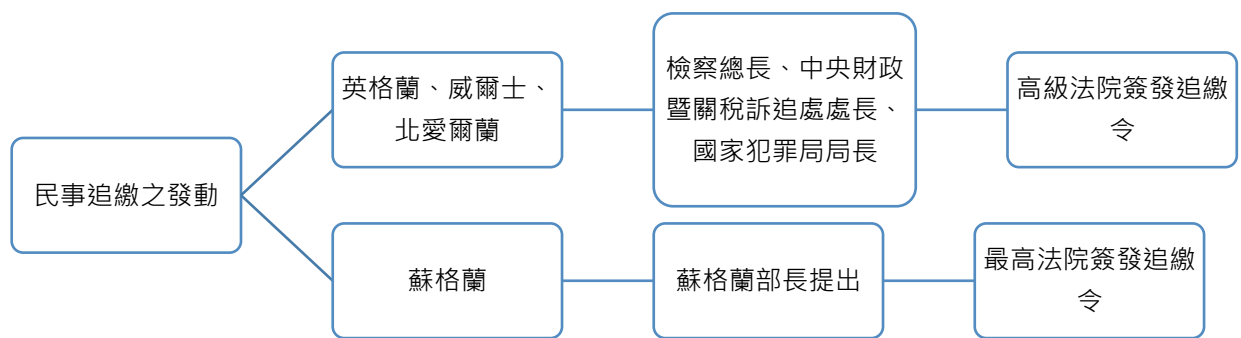 民事追繳之發動
英格蘭、威爾士、
北愛爾蘭
檢察總長、中央財政
暨關稅訴追處處長、
國家犯罪局局長
高級法院簽發追繳
令
蘇格蘭
蘇格蘭部長提出
最高法院簽發追繳
令